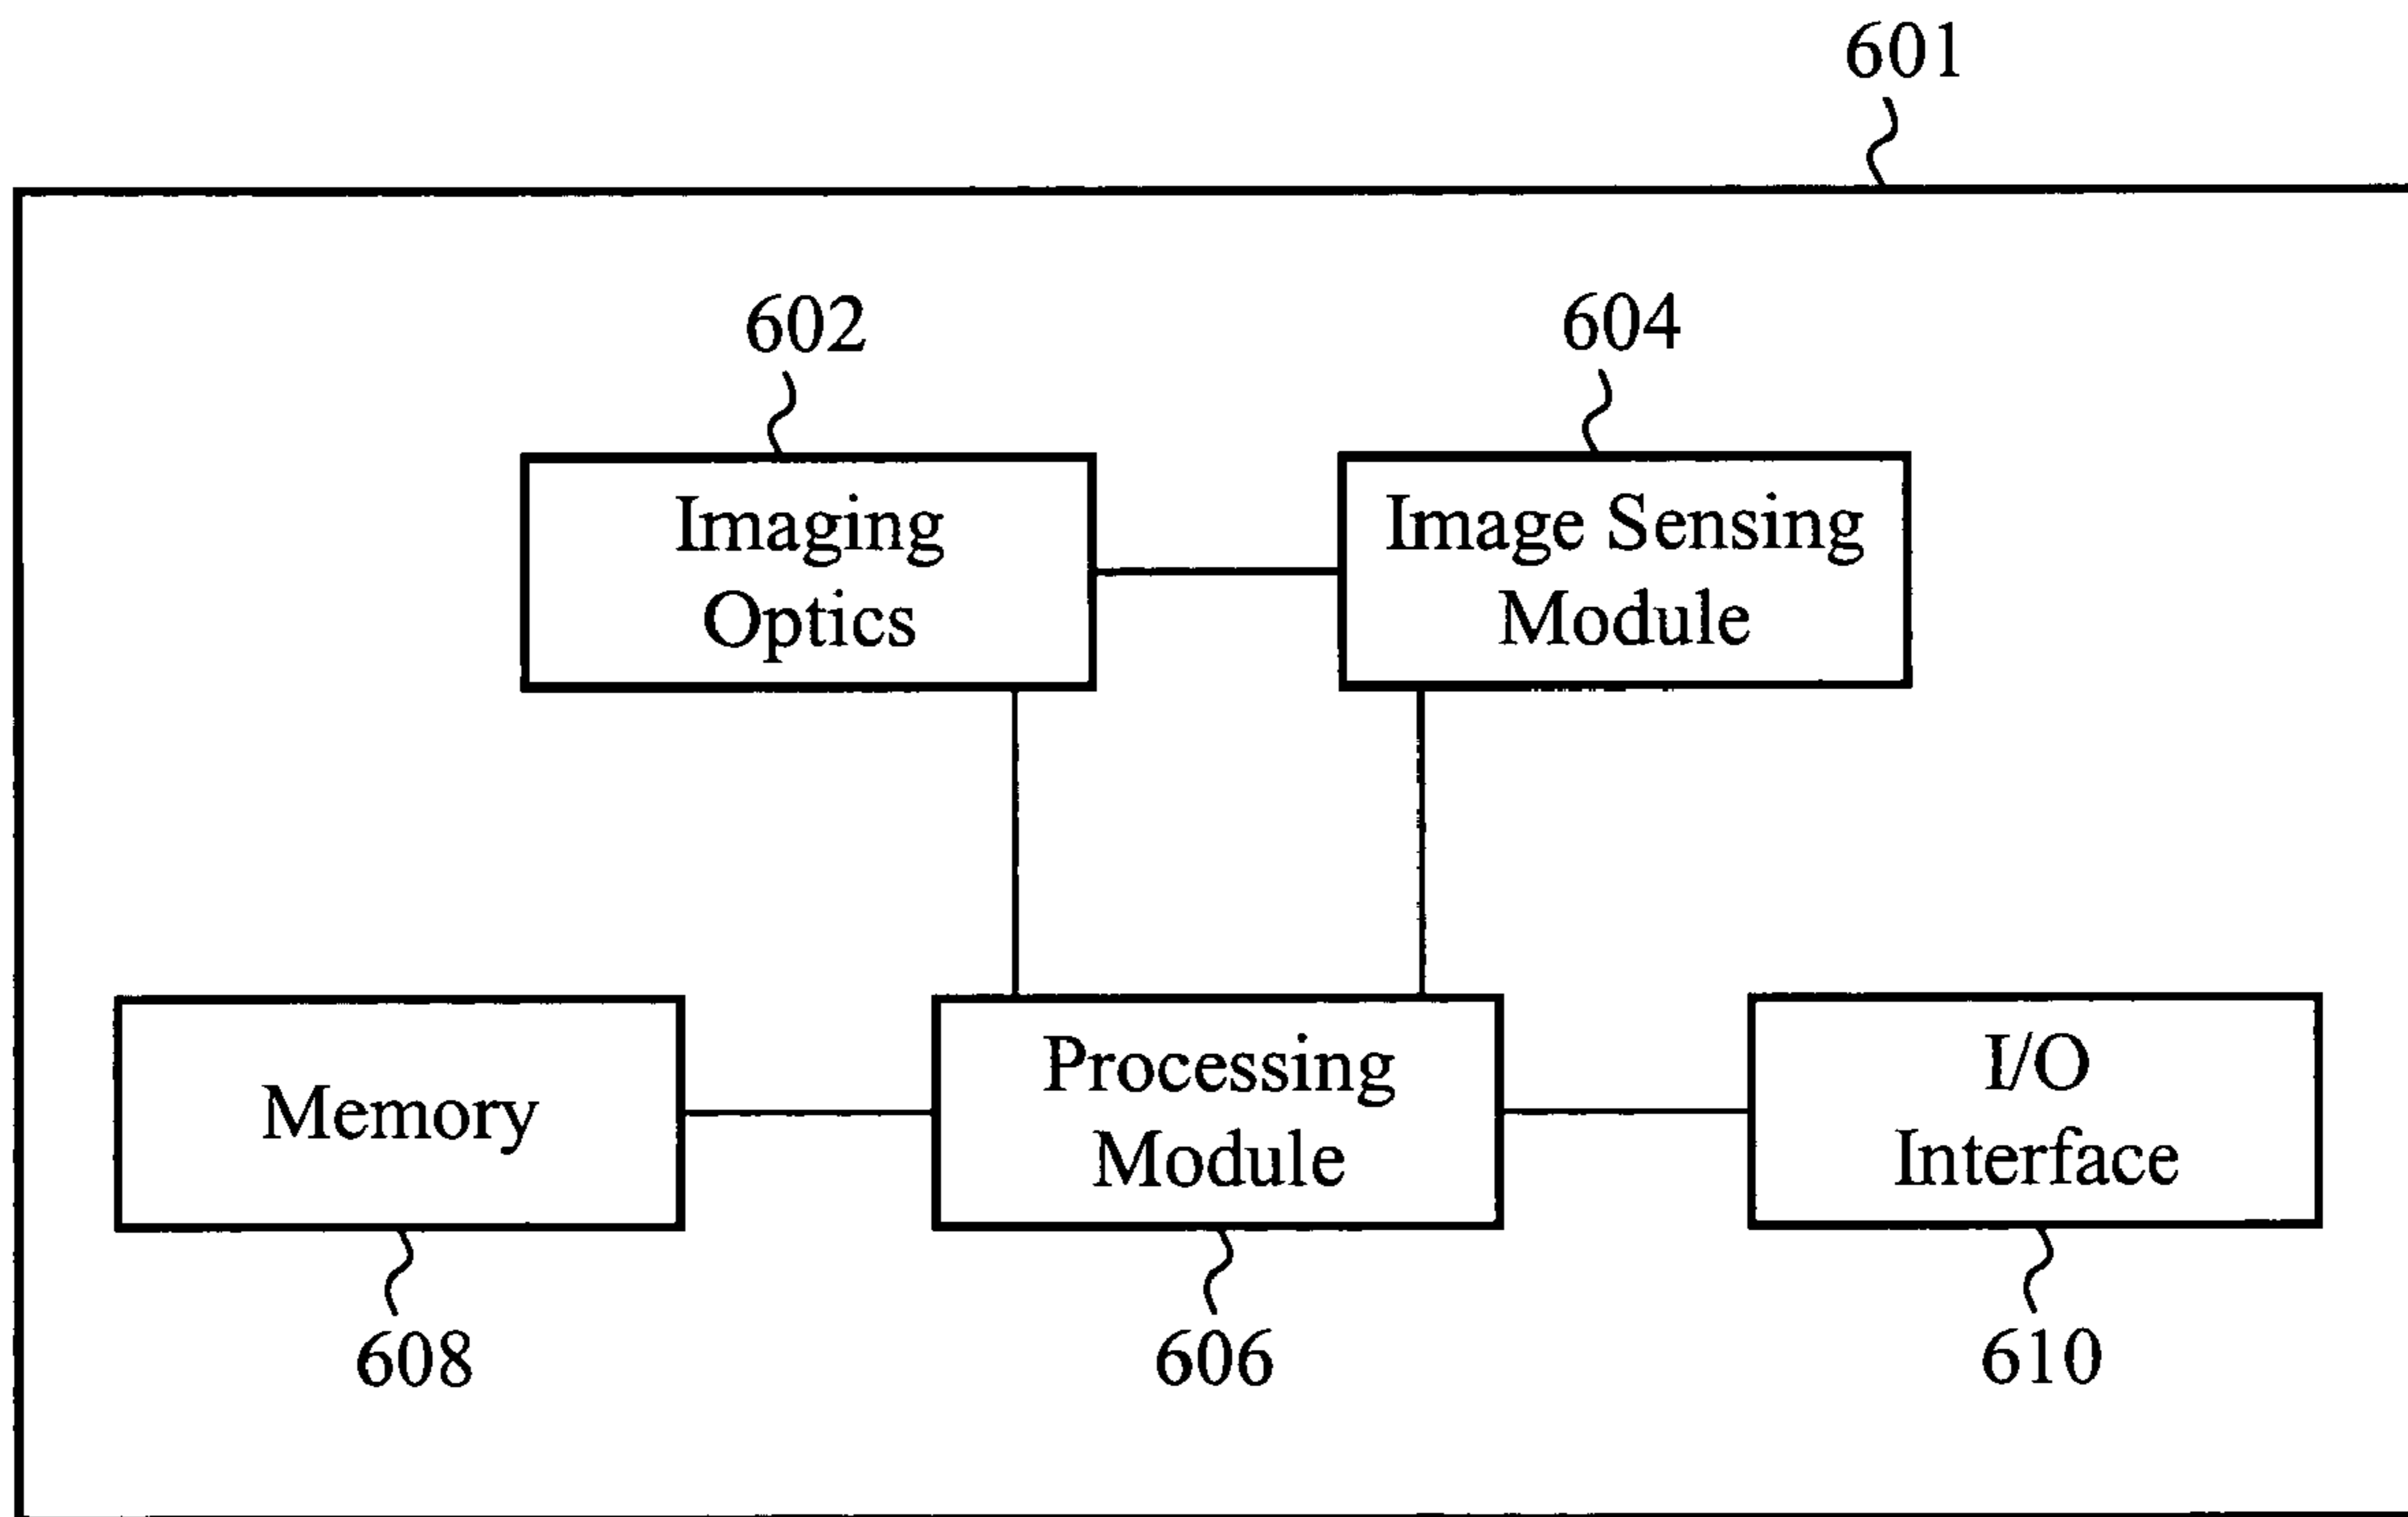 601
602
604
Imaging
Optics
Image Sensing
Module
Memory
Processing
Module
I/O
Interface
608
606
610